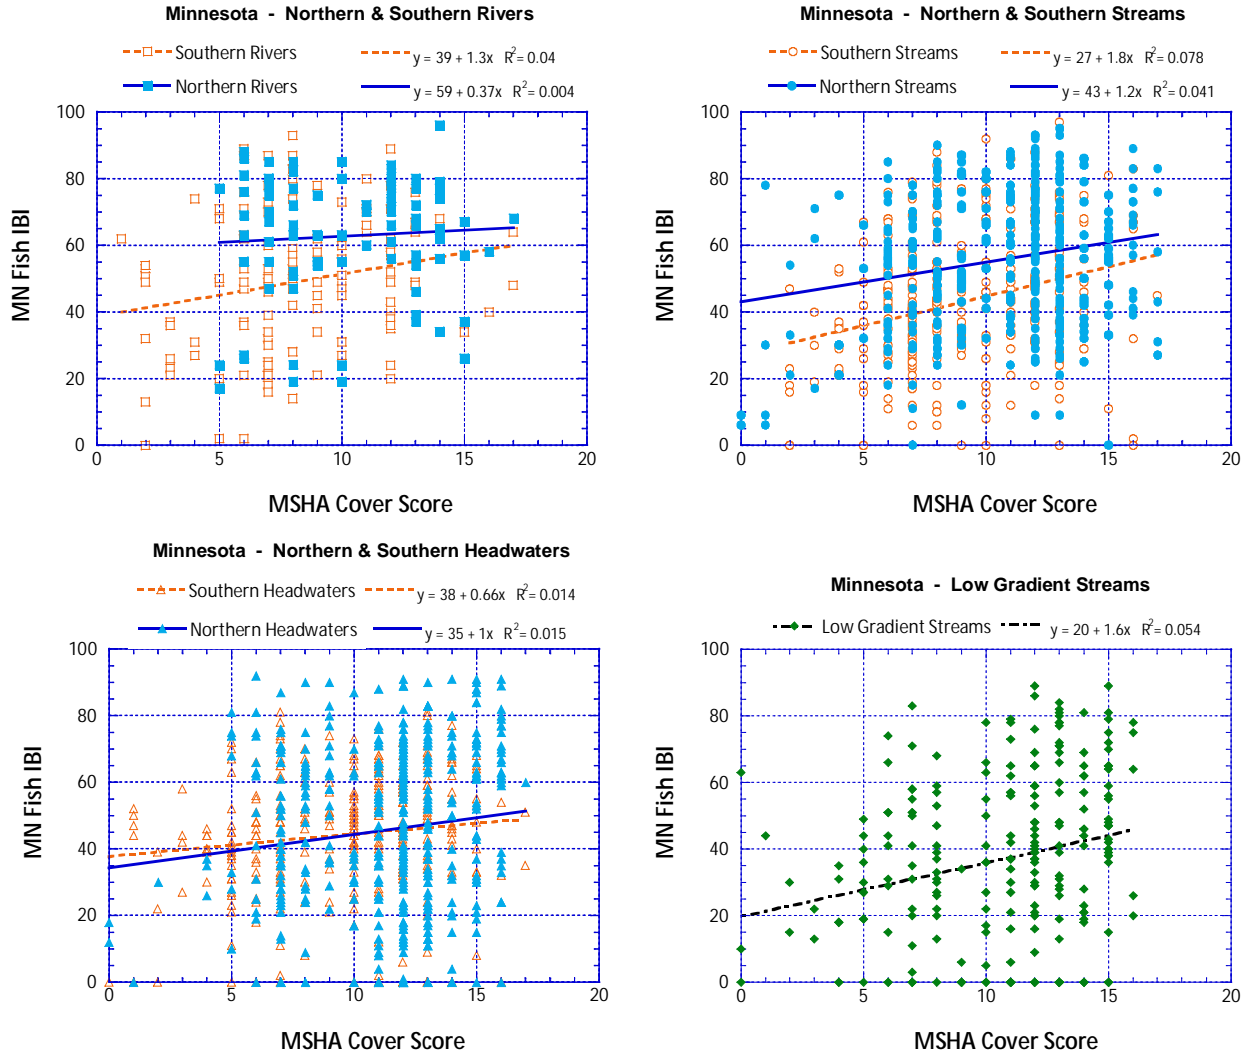 Minnesota - Northern & Southern Rivers
Southern Rivers y = 39 + 1.3x R2= 0.04
Northern Rivers y = 59 + 0.37x R2= 0.004
100
80
60
40
20
0
MN Fish IBI
0 5 10 15 20
MSHA Cover Score
Minnesota - Northern & Southern Streams
Southern Streams y = 27 + 1.8x R2= 0.078
Northern Streams y = 43 + 1.2x R2= 0.041
100
80
60
40
20
0
MN Fish IBI
0 5 10 15 20
MSHA Cover Score
Minnesota - Northern & Southern Headwaters
Southern Headwaters y = 38 + 0.66x R2= 0.014
Northern Headwaters y = 35 + 1x R2= 0.015
100
80
60
40
20
0
MN Fish IBI
0 5 10 15 20
MSHA Cover Score
Minnesota - Low Gradient Streams
Low Gradient Streams y = 20 + 1.6x R2= 0.054
100
80
60
40
20
0
MN Fish IBI
0 5 10 15 20
MSHA Cover Score